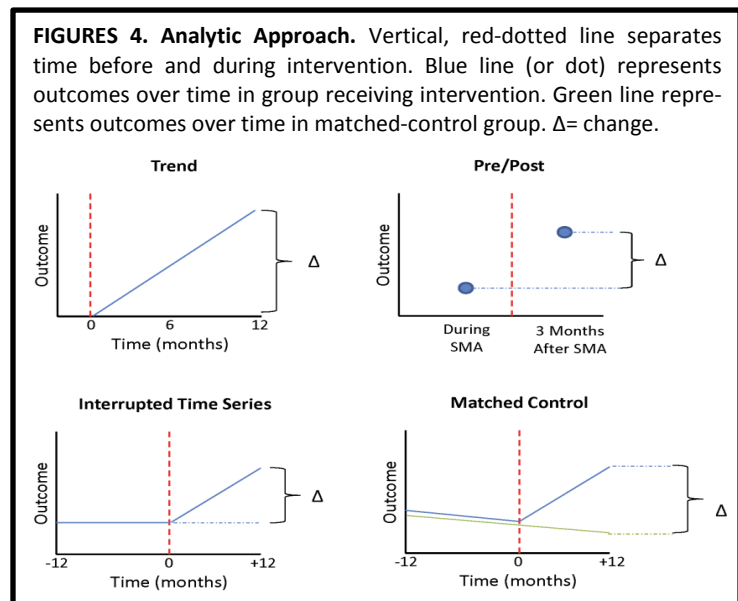 FIGURES 4. Analytic Approach. Vertical, red-dotted line separates
time before and during intervention. Blue line (or dot) represents
outcomes over time in group receiving intervention. Green line repre-
sents outcomes over time in matched-control group. Δ= change.
Trend
Outcome
Δ
0 6 12
Time (months)
Pre/Post
Outcome
Δ
During
SMA
3 Months
After SMA
Interrupted Time Series
Outcome
Δ
-12 0 +12
Time (months)
Matched Control
Outcome
Δ
-12 0 +12
Time (months)